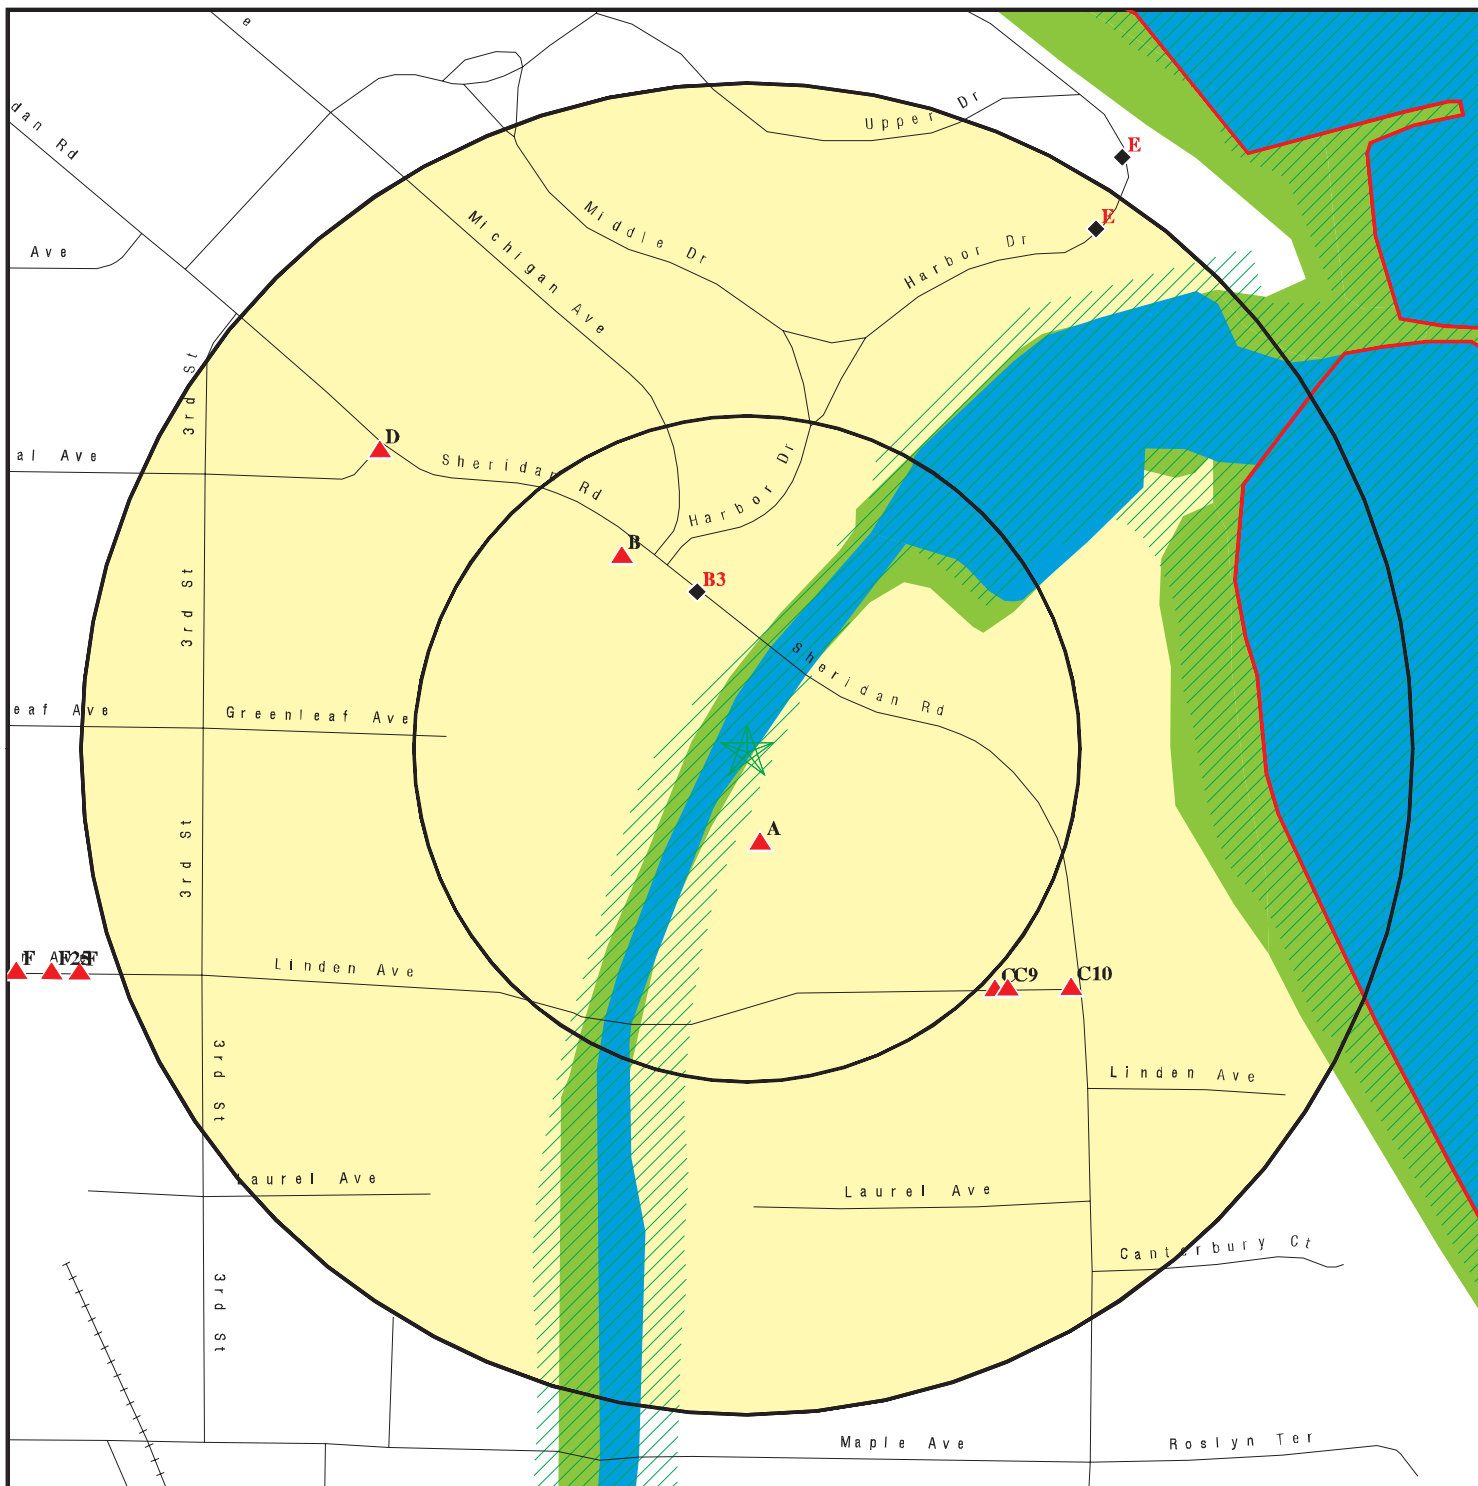 e
dan Rd
Upper Dr
E
E
Ave
Michigan Ave
Middle Dr
Harbor Dr
3rd St
D
al Ave
Sheridan Rd
Harbor Dr
B
B3
3rd St
Sheridan Rd
eaf Ave
Greenleaf Ave
A
3rd St
F
F
Linden Ave
C9
C10
3rd St
Linden Ave
Laurel Ave
Laurel Ave
Canterbury Ct
3rd St
Maple Ave
Roslyn Ter